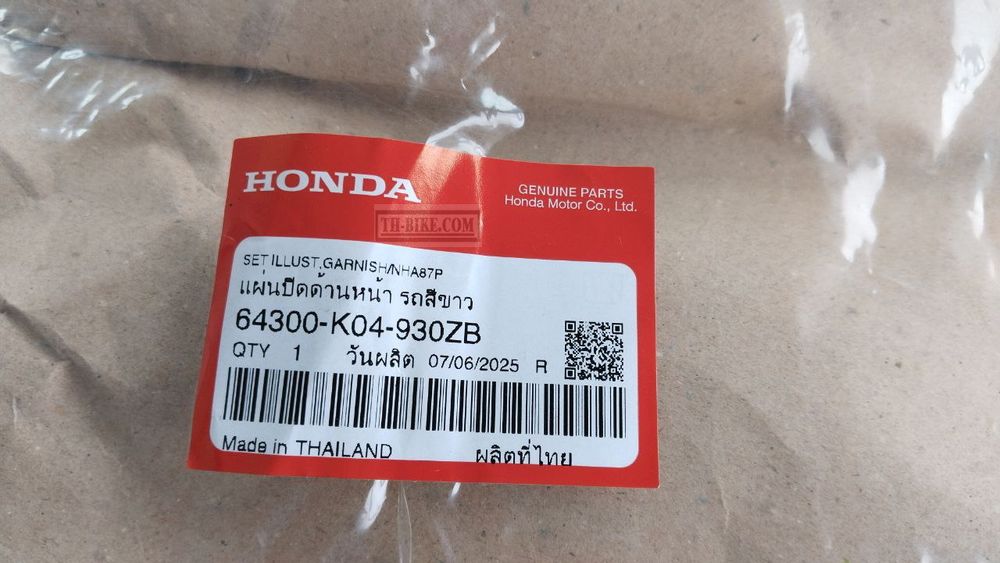 HONDA
GENUINE PARTS
Honda Motor Co., Ltd.
TH-BIKE.COM
SET ILLUST,GARNISH/NHA87P
แผ่นปิดด้านหน้า รถสีขาว
64300-K04-930ZB
QTY 1 วันผลิต 07/06/2025 R
Made in THAILAND ผลิตที่ไทย